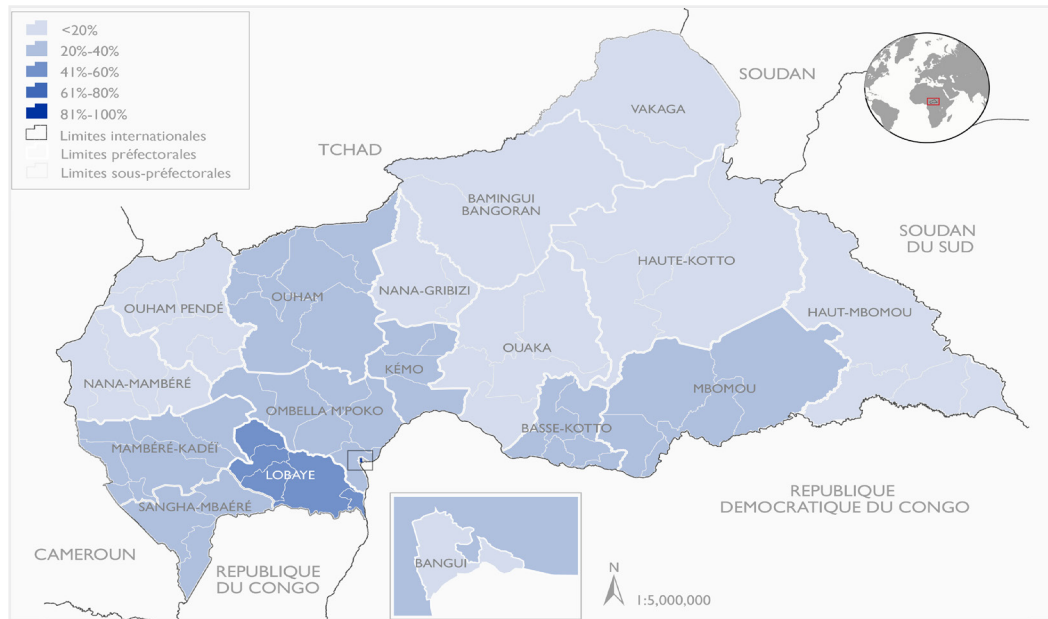 <20%
20%-40%
41%-60%
61%-80%
81%-100%
Limites internationales
Limites préfectorales
Limites sous-préfectorales
SOUDAN
VAKAGA
TCHAD
BAMINGUI
BANGORAN
SOUDAN
DU SUD
HAUTE-KOTTO
OUHAM
NANA-GRIBIZI
OUHAM PENDÉ
HAUT-MBOMOU
OUAKA
KÉMO
NANA-MAMBÉRÉ
MBOMOU
OMBELLA M'POKO
BASSE-KOTTO
MAMBÉRÉ-KADÉÏ
LOBAYE
SANGHA-MBAÉRÉ
REPUBLIQUE
DEMOCRATIQUE DU CONGO
CAMEROUN
REPUBLIQUE
DU CONGO
BANGUI
N
1:5,000,000